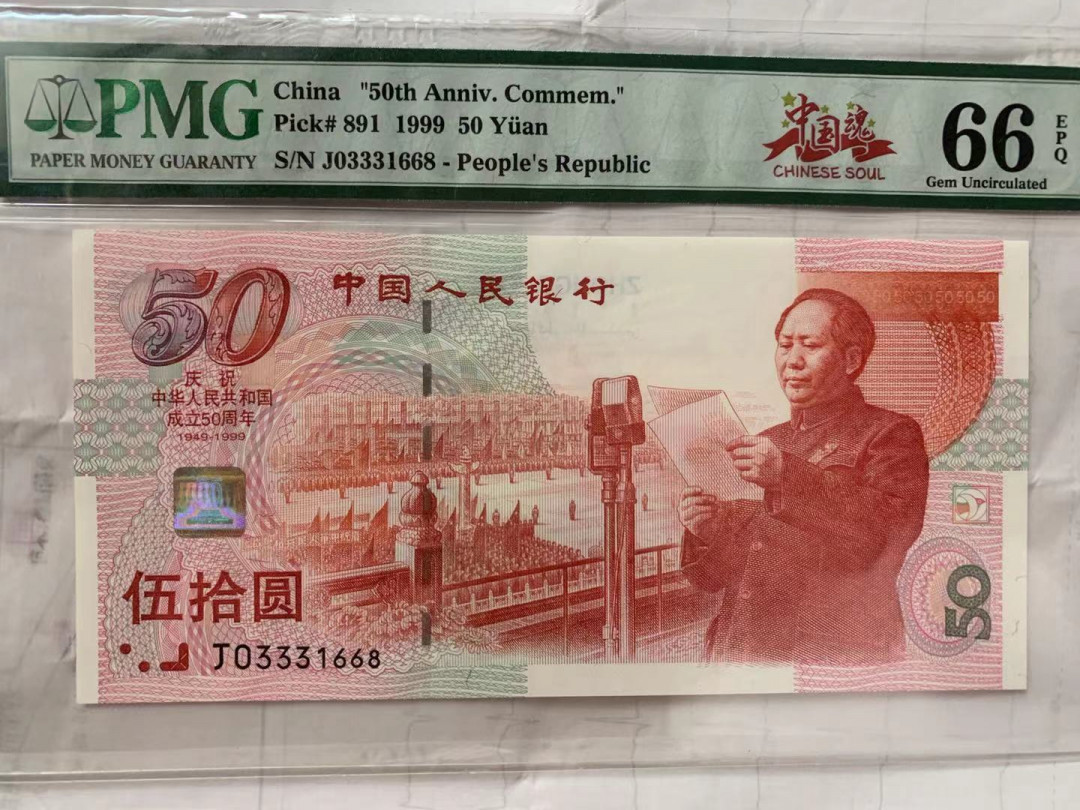 PMG
PAPER MONEY GUARANTY
China "50th Anniv. Commem."
Pick# 891 1999 50 Yüan
S/N J03331668 - People's Republic
中国魂
CHINESE SOUL
66
EPQ
Gem Uncirculated
50
中国人民银行
庆祝
中华人民共和国
成立50周年
1949-1999
伍拾圆
J03331668
50